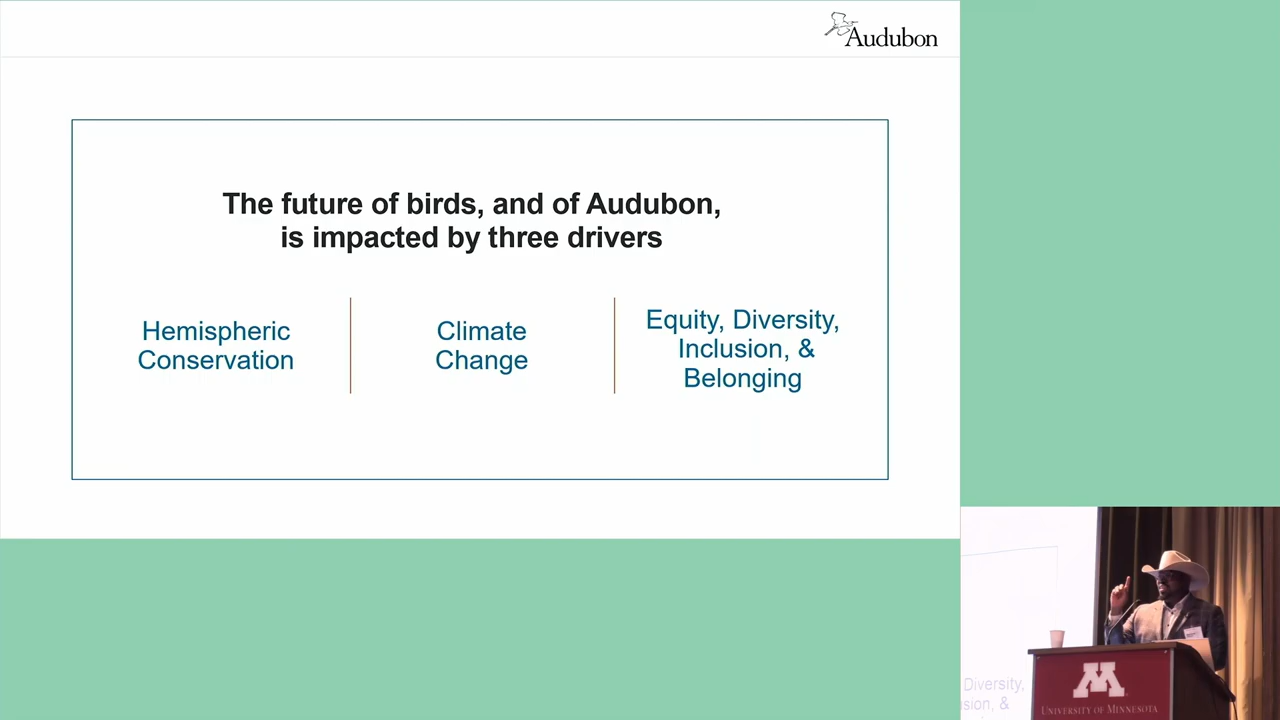 Audubon
The future of birds, and of Audubon,
is impacted by three drivers
Hemispheric
Conservation
Climate
Change
Equity, Diversity,
Inclusion, &
Belonging
Diversity,
sion, &
M
UNIVERSITY OF MINNESOTA